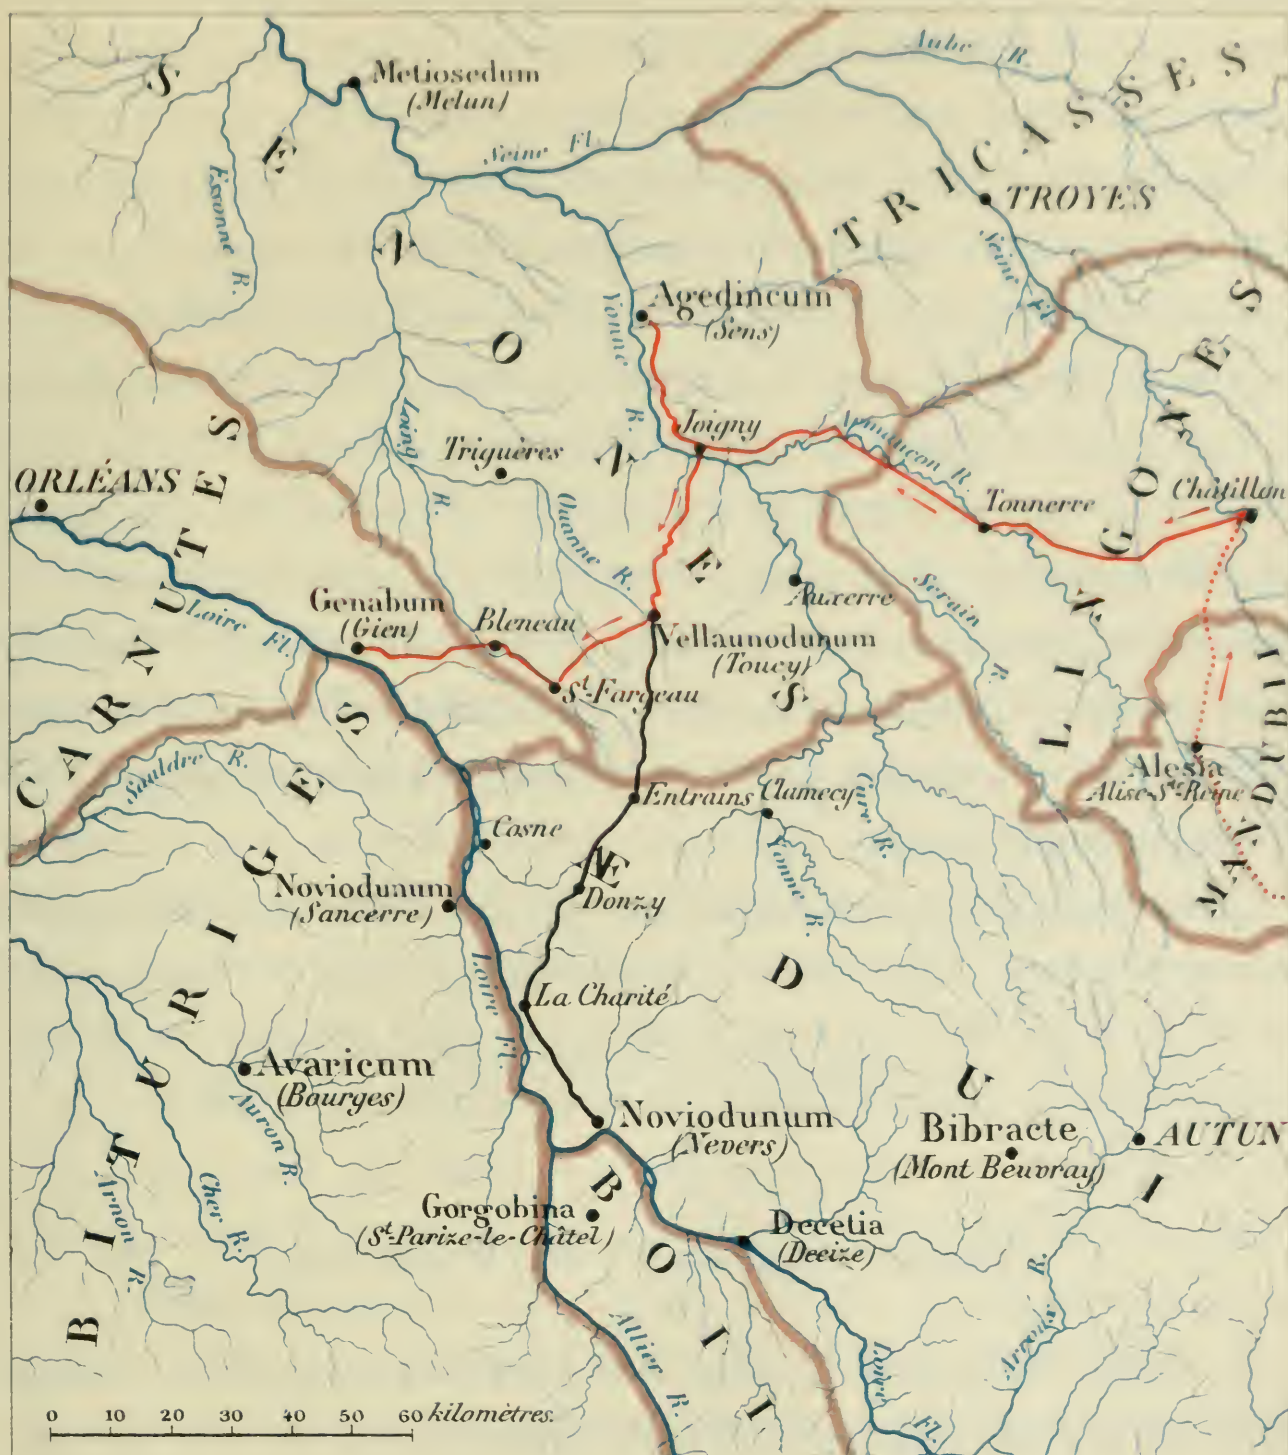 Metiosedum
(Melun)
Aube R.
Seine Fl.
Essonne R.
TRICASSES
TROYES
Seine Fl.
SENONES
Agedincum
(Sens)
Yonne R.
Joigny
Armançon R.
LINGONES
Loing R.
Triguères
Ouanne R.
Tonnerre
Châtillon
ORLÉANS
CARNUTES
Loire Fl.
Genabum
(Gien)
Bleneau
Auxerre
Serain R.
Vellaunodunum
(Toucy)
St-Fargeau
Alesia
Alise-Ste-Reine
MANDUBII
Sauldre R.
Entrains
Clamecy
Cure R.
Cosne
Yonne R.
Noviodunum
(Sancerre)
Donzy
ÉDUI
BITURIGES
Loire Fl.
La Charité
Avaricum
(Bourges)
Auron R.
Noviodunum
(Nevers)
Bibracte
(Mont Beuvray)
AUTUN
Arnon R.
Cher R.
Gorgobina
(St-Parize-le-Châtel)
BOII
Decetia
(Decize)
Allier R.
Loire Fl.
Arroux R.
0 10 20 30 40 50 60 kilomètres.